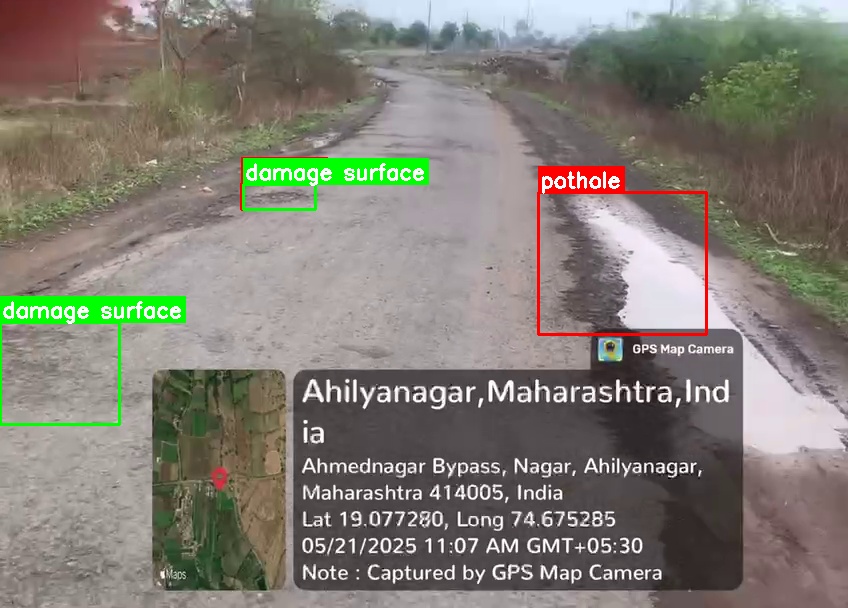 damage surface
pothole
damage surface
GPS Map Camera
Ahilyanagar,Maharashtra,Ind
ia
Ahmednagar Bypass, Nagar, Ahilyanagar,
Maharashtra 414005, India
Lat 19.077280, Long 74.675285
05/21/2025 11:07 AM GMT+05:30
Note : Captured by GPS Map Camera
Maps